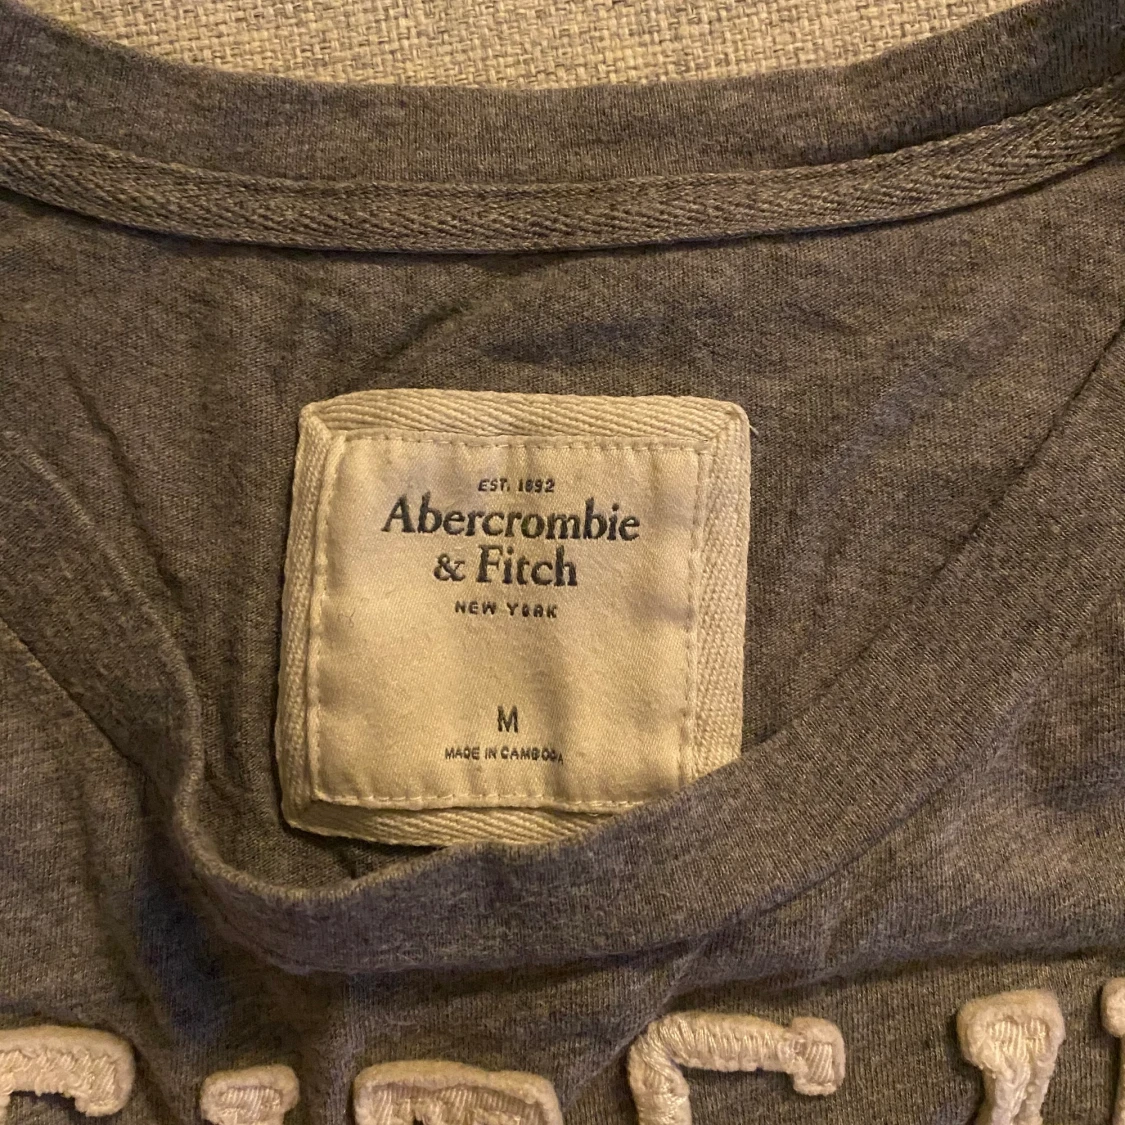 EST. 1892
Abercrombie
& Fitch
NEW YORK
M
MADE IN CAMBODIA